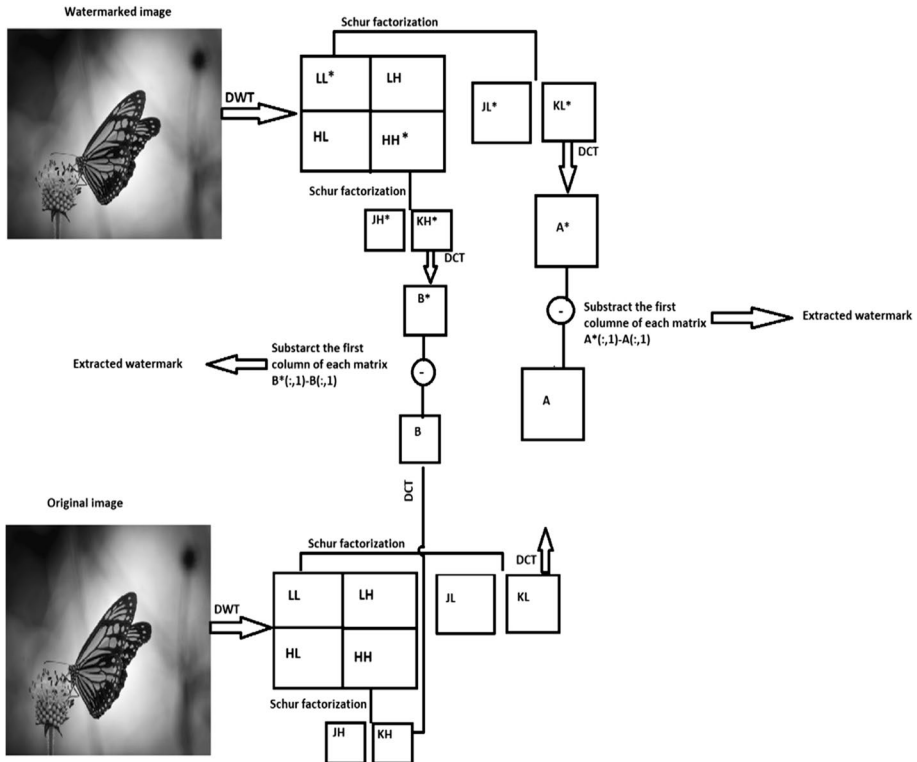 Watermarked image
Schur factorization
DWT
LL*
LH
HL
HH*
JL*
KL*
DCT
Schur factorization
JH*
KH*
DCT
A*
B*
Substract the first
columne of each matrix
A*(:,1)-A(:,1)
Extracted watermark
-
Extracted watermark
Substarct the first
column of each matrix
B*(:,1)-B(:,1)
-
A
B
DCT
Original image
Schur factorization
DCT
DWT
LL
LH
HL
HH
JL
KL
Schur factorization
JH
KH